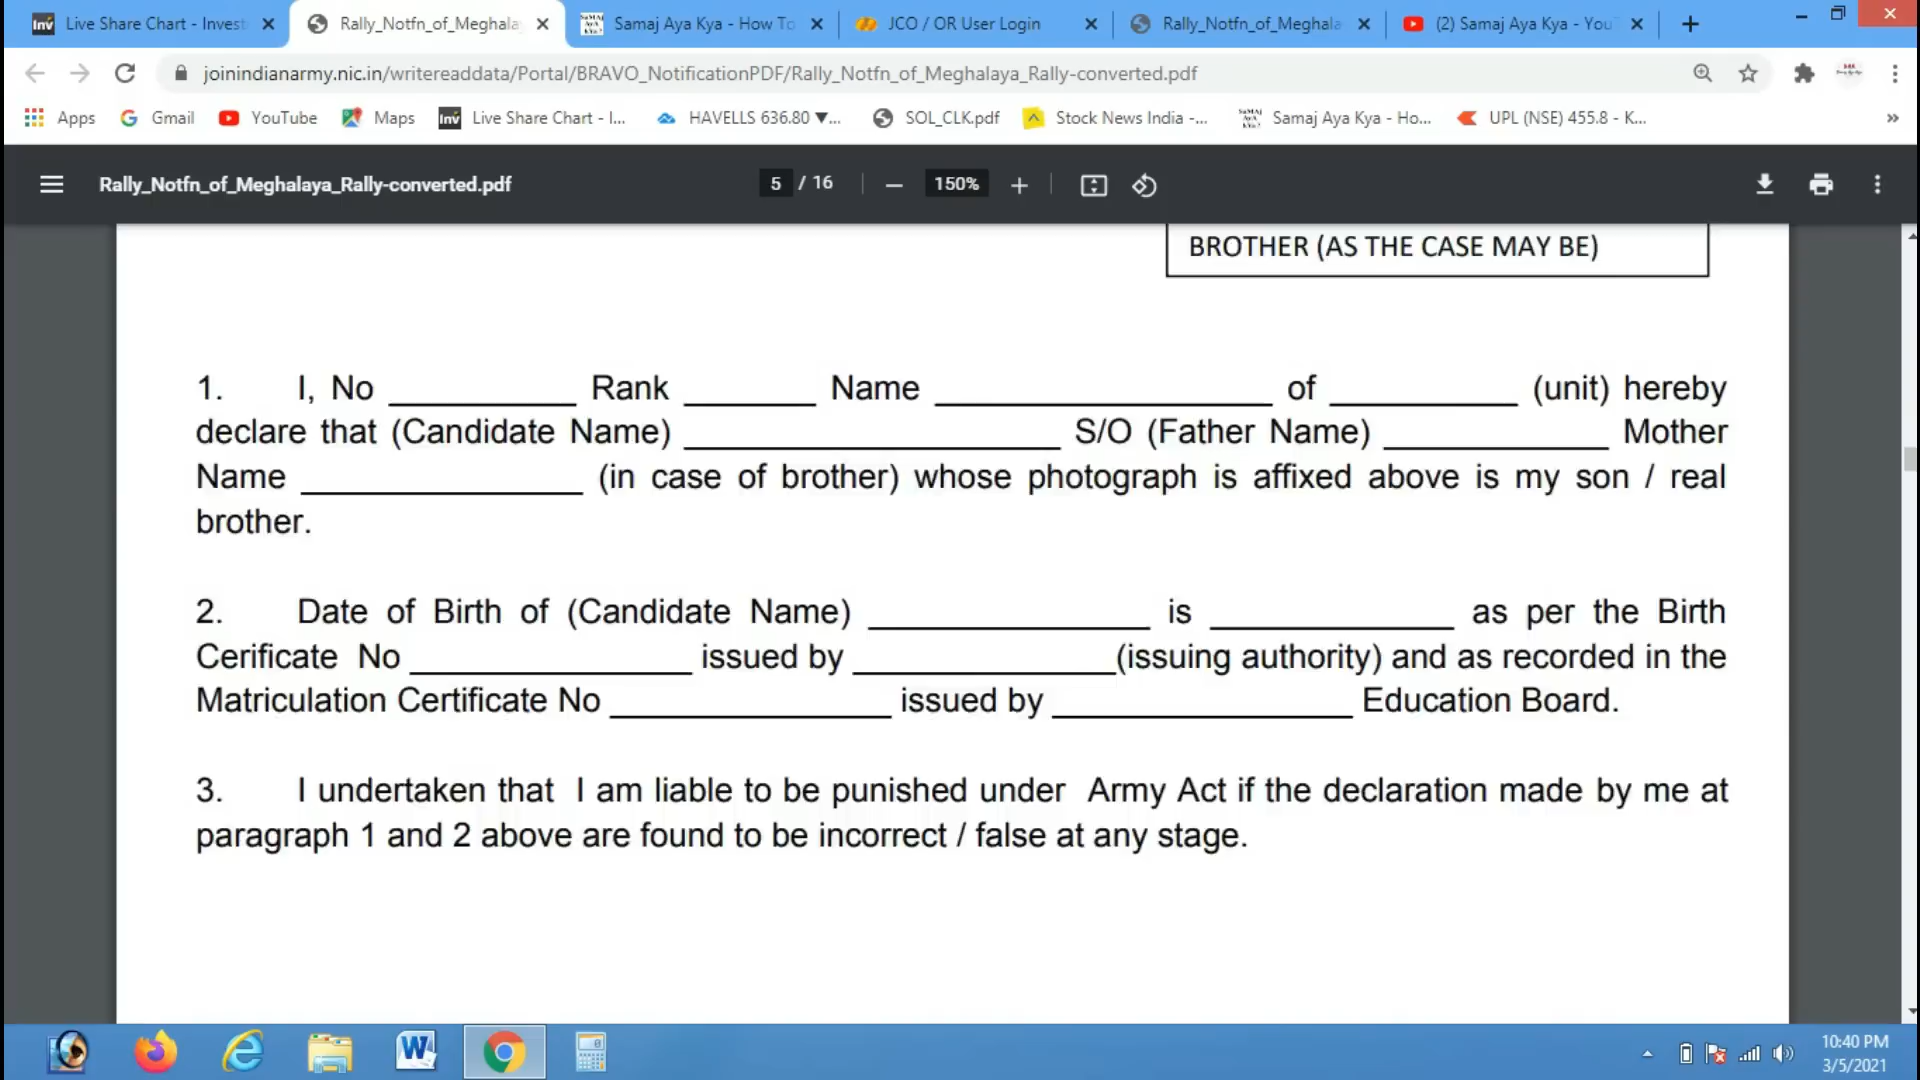 Live Share Chart - Invest
Rally_Notfn_of_Meghala
Samaj Aya Kya - How To
JCO / OR User Login
Rally_Notfn_of_Meghala
(2) Samaj Aya Kya - You
joinindianarmy.nic.in/writereaddata/Portal/BRAVO_NotificationPDF/Rally_Notfn_of_Meghalaya_Rally-converted.pdf
Apps Gmail YouTube Maps Inv Live Share Chart - I... HAVELLS 636.80 ▼... SOL_CLK.pdf Stock News India -... Samaj Aya Kya - Ho... UPL (NSE) 455.8 - K... »
Rally_Notfn_of_Meghalaya_Rally-converted.pdf 5 / 16 150%
BROTHER (AS THE CASE MAY BE)
1. I, No __________ Rank _______ Name __________________ of __________ (unit) hereby
declare that (Candidate Name) ____________________ S/O (Father Name) ____________ Mother
Name _______________ (in case of brother) whose photograph is affixed above is my son / real
brother.
2. Date of Birth of (Candidate Name) _______________ is _____________ as per the Birth
Cerificate No _______________ issued by ______________(issuing authority) and as recorded in the
Matriculation Certificate No _______________ issued by ________________ Education Board.
3. I undertaken that I am liable to be punished under Army Act if the declaration made by me at
paragraph 1 and 2 above are found to be incorrect / false at any stage.
10:40 PM
3/5/2021